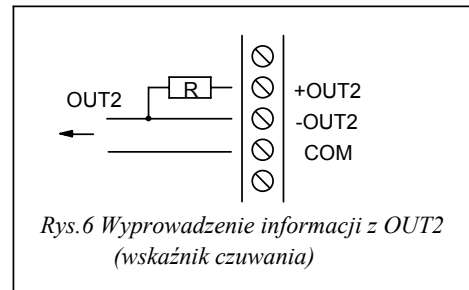 R
OUT2
+OUT2
-OUT2
COM
Rys.6 Wyprowadzenie informacji z OUT2
(wskaźnik czuwania)